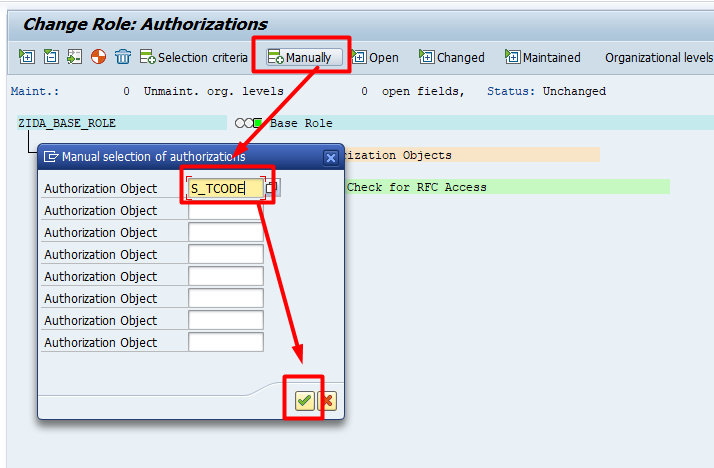 Change Role: Authorizations
Selection criteria Manually Open Changed Maintained Organizational levels
Maint.: 0 Unmaint. org. levels 0 open fields, Status: Unchanged
ZIDA_BASE_ROLE Base Role
Manual selection of authorizations
rization Objects
Authorization Object S_TCODE
Check for RFC Access
Authorization Object
Authorization Object
Authorization Object
Authorization Object
Authorization Object
Authorization Object
Authorization Object